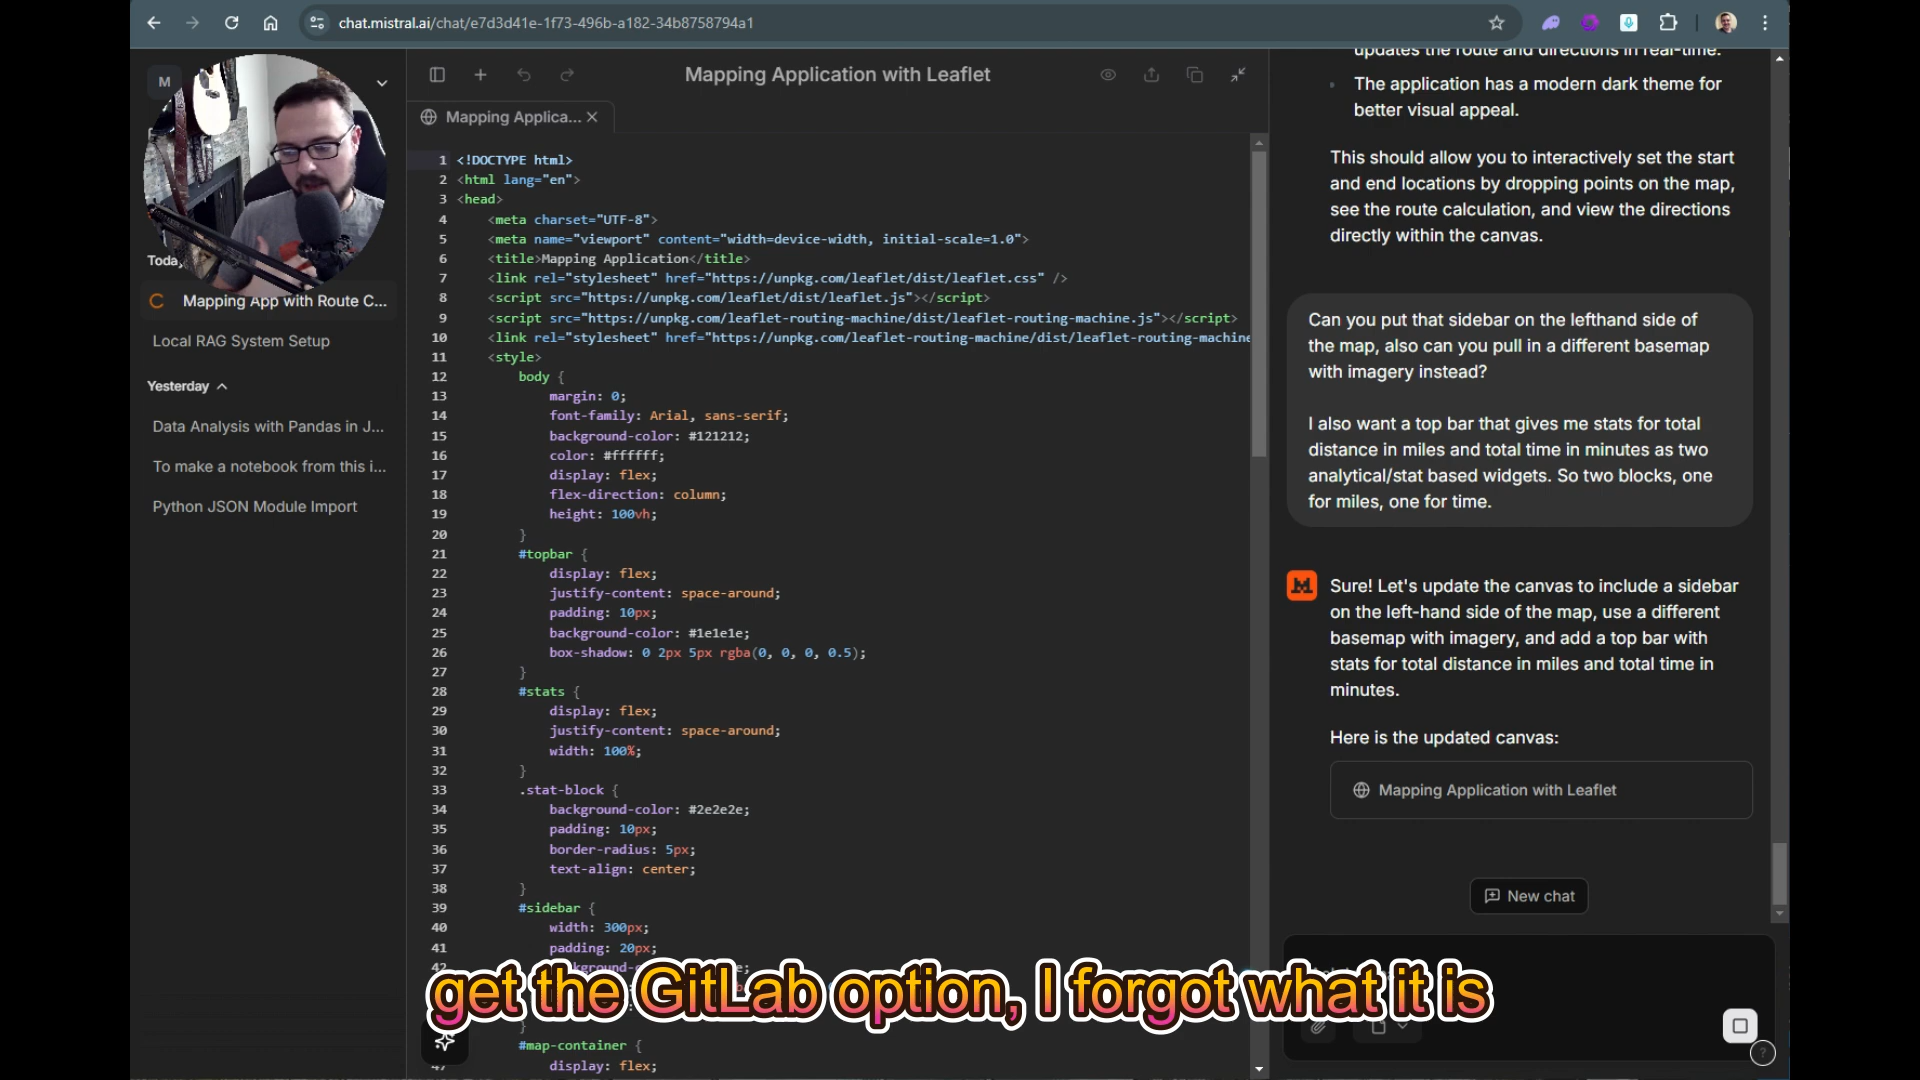 chat.mistral.ai/chat/e7d3d41e-1f73-496b-a182-34b8758794a1
M
Today
Mapping App with Route C...
Local RAG System Setup
Yesterday
Data Analysis with Pandas in J...
To make a notebook from this i...
Python JSON Module Import
Mapping Application with Leaflet
Mapping Applica...
1 <!DOCTYPE html>
2 <html lang="en">
3 <head>
4 <meta charset="UTF-8">
5 <meta name="viewport" content="width=device-width, initial-scale=1.0">
6 <title>Mapping Application</title>
7 <link rel="stylesheet" href="https://unpkg.com/leaflet/dist/leaflet.css" />
8 <script src="https://unpkg.com/leaflet/dist/leaflet.js"></script>
9 <script src="https://unpkg.com/leaflet-routing-machine/dist/leaflet-routing-machine.js"></script>
10 <link rel="stylesheet" href="https://unpkg.com/leaflet-routing-machine/dist/leaflet-routing-machine
11 <style>
12 body {
13 margin: 0;
14 font-family: Arial, sans-serif;
15 background-color: #121212;
16 color: #ffffff;
17 display: flex;
18 flex-direction: column;
19 height: 100vh;
20 }
21 #topbar {
22 display: flex;
23 justify-content: space-around;
24 padding: 10px;
25 background-color: #1e1e1e;
26 box-shadow: 0 2px 5px rgba(0, 0, 0, 0.5);
27 }
28 #stats {
29 display: flex;
30 justify-content: space-around;
31 width: 100%;
32 }
33 .stat-block {
34 background-color: #2e2e2e;
35 padding: 10px;
36 border-radius: 5px;
37 text-align: center;
38 }
39 #sidebar {
40 width: 300px;
41 padding: 20px;
}
#map-container {
display: flex;
updates the route and directions in real-time.
The application has a modern dark theme for
better visual appeal.
This should allow you to interactively set the start
and end locations by dropping points on the map,
see the route calculation, and view the directions
directly within the canvas.
Can you put that sidebar on the lefthand side of
the map, also can you pull in a different basemap
with imagery instead?
I also want a top bar that gives me stats for total
distance in miles and total time in minutes as two
analytical/stat based widgets. So two blocks, one
for miles, one for time.
Sure! Let's update the canvas to include a sidebar
on the left-hand side of the map, use a different
basemap with imagery, and add a top bar with
stats for total distance in miles and total time in
minutes.
Here is the updated canvas:
Mapping Application with Leaflet
New chat
get the GitLab option, I forgot what it is
?